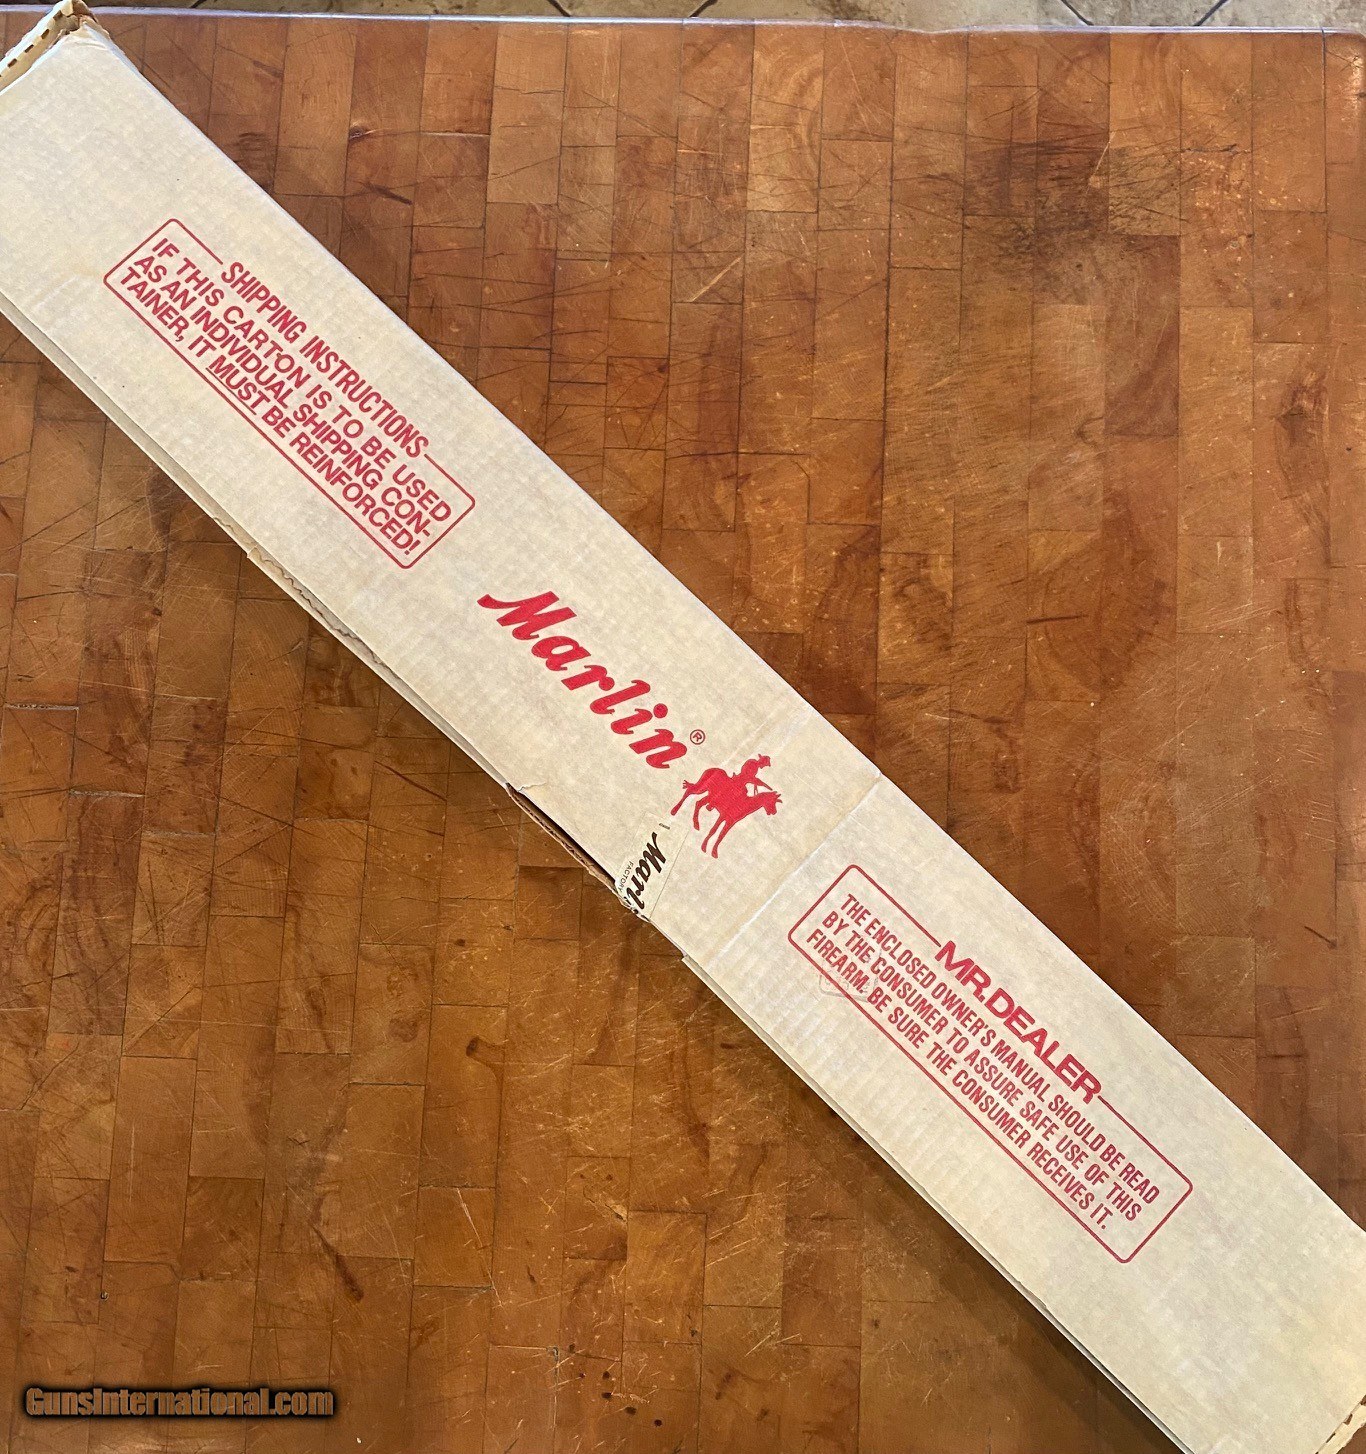 SHIPPING INSTRUCTIONS
IF THIS CARTON IS TO BE USED
AS AN INDIVIDUAL SHIPPING CON-
TAINER, IT MUST BE REINFORCED!
Marlin®
FACTORY
MR. DEALER
THE ENCLOSED OWNER'S MANUAL SHOULD BE READ
BY THE CONSUMER TO ASSURE SAFE USE OF THIS
FIREARM. BE SURE THE CONSUMER RECEIVES IT.
GunsInternational.com